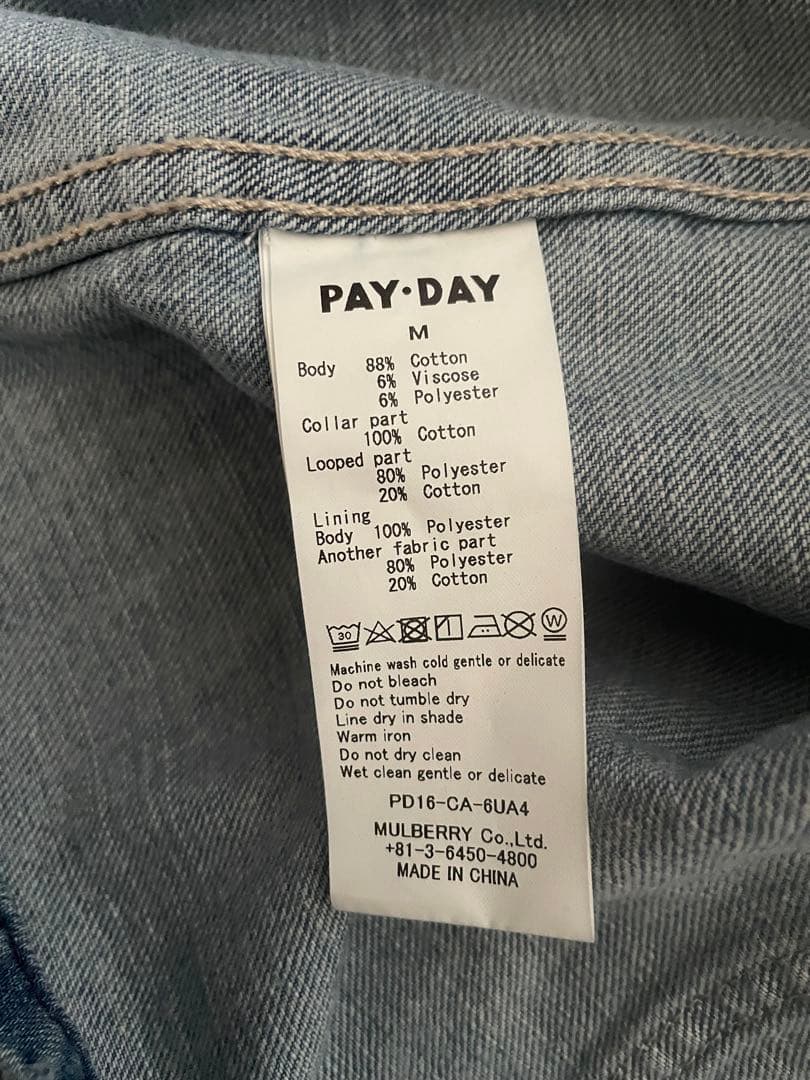 PAY·DAY
M
Body 88% Cotton
6% Viscose
6% Polyester
Collar part
100% Cotton
Looped part
80% Polyester
20% Cotton
Lining
Body 100% Polyester
Another fabric part
80% Polyester
20% Cotton
30 W
Machine wash cold gentle or delicate
Do not bleach
Do not tumble dry
Line dry in shade
Warm iron
Do not dry clean
Wet clean gentle or delicate
PD16-CA-6UA4
MULBERRY Co.,Ltd.
+81-3-6450-4800
MADE IN CHINA